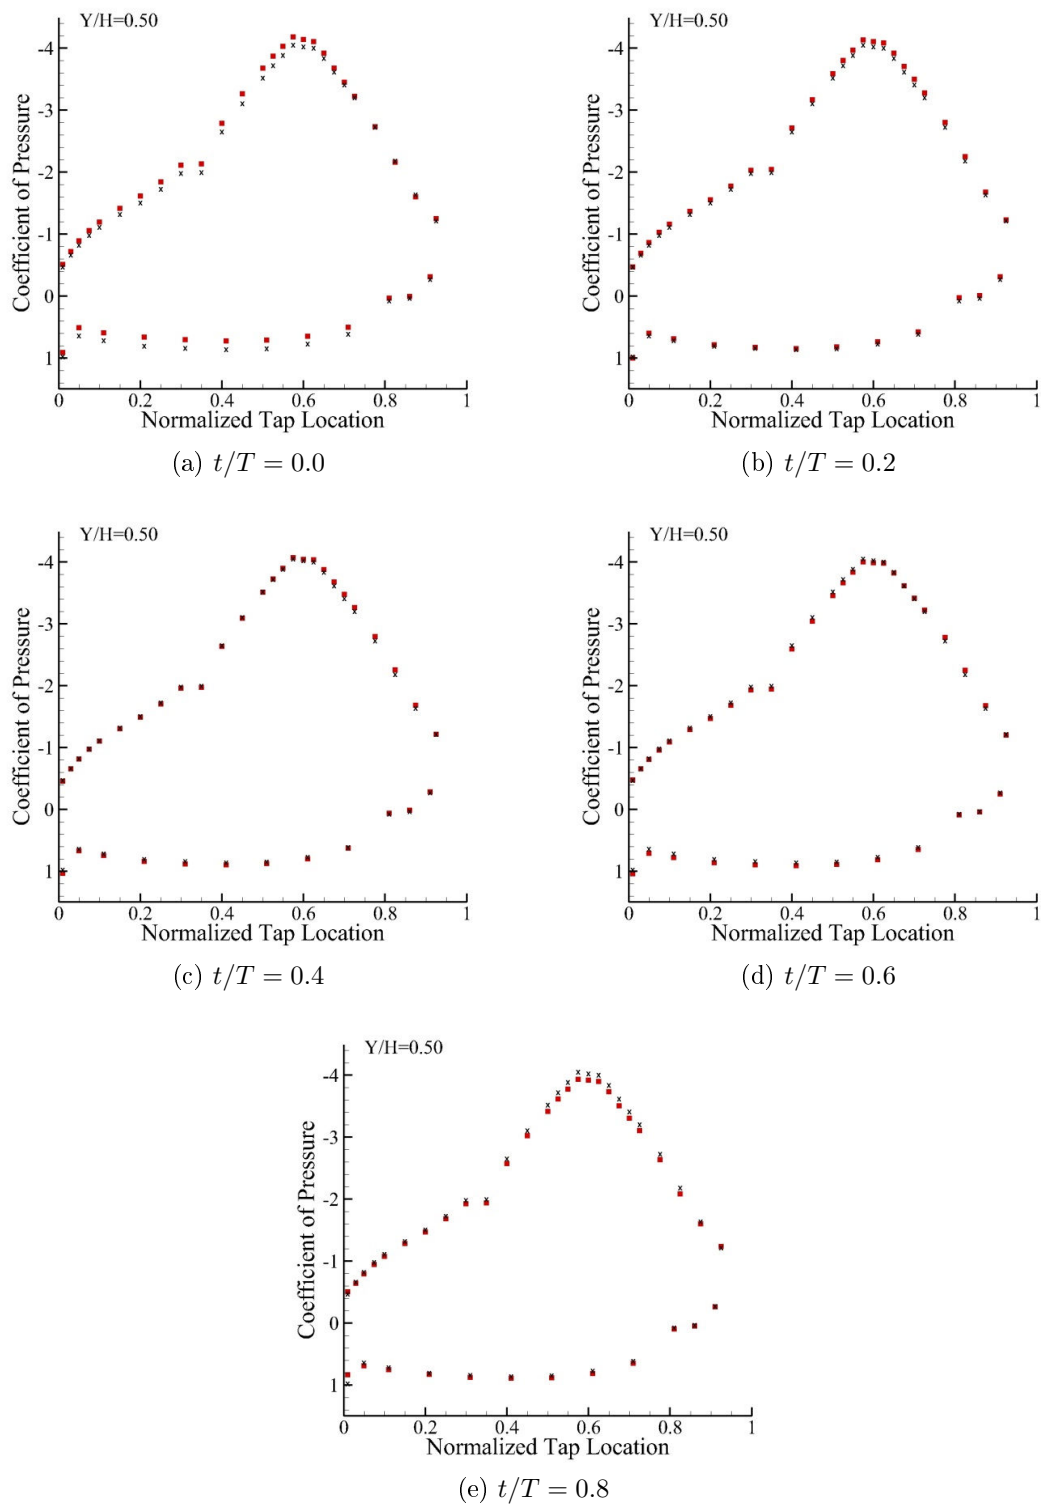 Y/H=0.50
Y/H=0.50
-4
-4
-3
-3
-2
-2
-1
-1
0
0
1
1
Coefficient of Pressure
Coefficient of Pressure
0 0.2 0.4 0.6 0.8 1
0 0.2 0.4 0.6 0.8 1
Normalized Tap Location
Normalized Tap Location
(a) t/T = 0.0
(b) t/T = 0.2
Y/H=0.50
Y/H=0.50
-4
-4
-3
-3
-2
-2
-1
-1
0
0
1
1
Coefficient of Pressure
Coefficient of Pressure
0 0.2 0.4 0.6 0.8 1
0 0.2 0.4 0.6 0.8 1
Normalized Tap Location
Normalized Tap Location
(c) t/T = 0.4
(d) t/T = 0.6
Y/H=0.50
-4
-3
-2
-1
0
1
Coefficient of Pressure
0 0.2 0.4 0.6 0.8 1
Normalized Tap Location
(e) t/T = 0.8